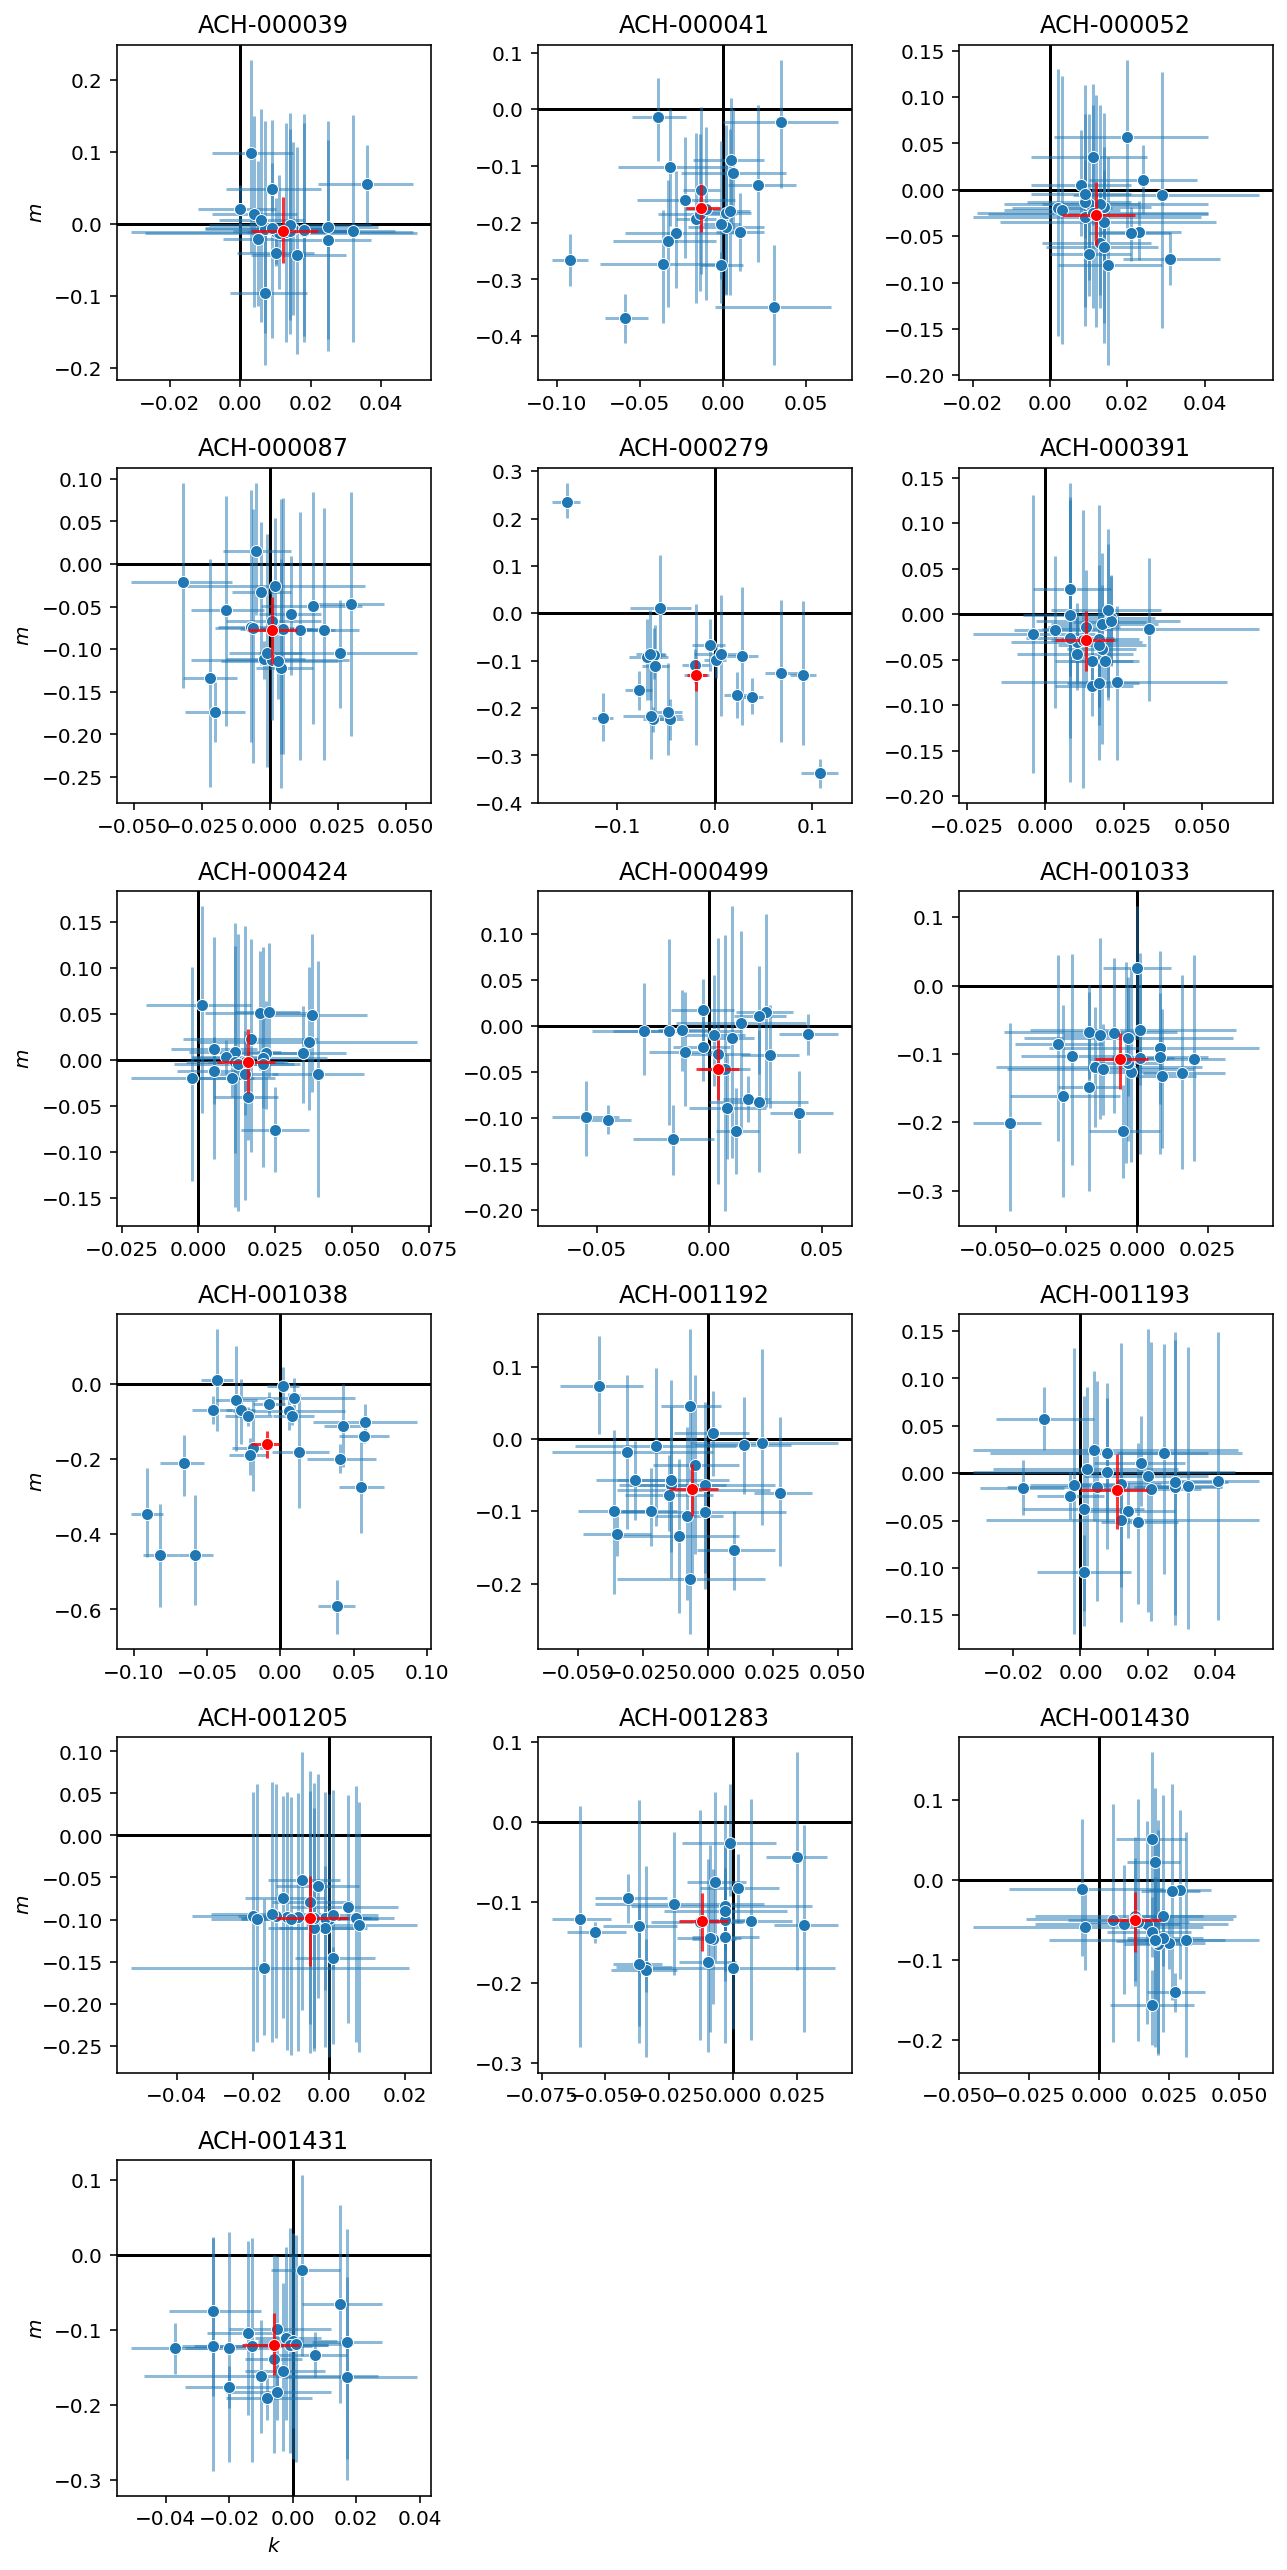 ACH-000039 ACH-000041 ACH-000052
0.2 0.1 0.0 −0.1 −0.2
m
−0.02 0.00 0.02 0.04
0.1 0.0 −0.1 −0.2 −0.3 −0.4
−0.10 −0.05 0.00 0.05
0.15 0.10 0.05 0.00 −0.05 −0.10 −0.15 −0.20
−0.02 0.00 0.02 0.04
ACH-000087 ACH-000279 ACH-000391
0.10 0.05 0.00 −0.05 −0.10 −0.15 −0.20 −0.25
m
−0.050 −0.025 0.000 0.025 0.050
0.3 0.2 0.1 0.0 −0.1 −0.2 −0.3 −0.4
−0.1 0.0 0.1
0.15 0.10 0.05 0.00 −0.05 −0.10 −0.15 −0.20
−0.025 0.000 0.025 0.050
ACH-000424 ACH-000499 ACH-001033
0.15 0.10 0.05 0.00 −0.05 −0.10 −0.15
m
−0.025 0.000 0.025 0.050 0.075
0.10 0.05 0.00 −0.05 −0.10 −0.15 −0.20
−0.05 0.00 0.05
0.1 0.0 −0.1 −0.2 −0.3
−0.050 −0.025 0.000 0.025
ACH-001038 ACH-001192 ACH-001193
0.0 −0.2 −0.4 −0.6
m
−0.10 −0.05 0.00 0.05 0.10
0.1 0.0 −0.1 −0.2
−0.050 −0.025 0.000 0.025 0.050
0.15 0.10 0.05 0.00 −0.05 −0.10 −0.15
−0.02 0.00 0.02 0.04
ACH-001205 ACH-001283 ACH-001430
0.10 0.05 0.00 −0.05 −0.10 −0.15 −0.20 −0.25
m
−0.04 −0.02 0.00 0.02
0.1 0.0 −0.1 −0.2 −0.3
−0.075 −0.050 −0.025 0.000 0.025
0.1 0.0 −0.1 −0.2
−0.050 −0.025 0.000 0.025 0.050
ACH-001431
0.1 0.0 −0.1 −0.2 −0.3
m
−0.04 −0.02 0.00 0.02 0.04
k